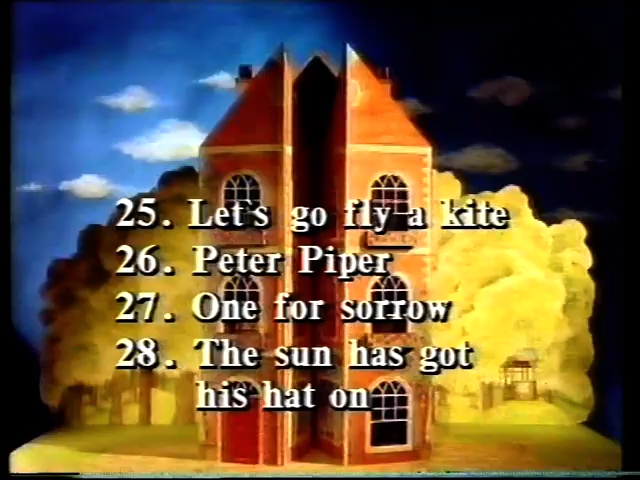 25. Let's go fly a kite
26. Peter Piper
27. One for sorrow
28. The sun has got
his hat on